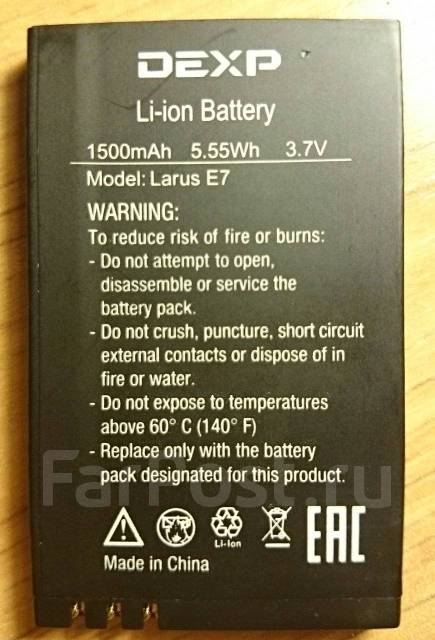 DEXP
Li-ion Battery
1500mAh 5.55Wh 3.7V
Model: Larus E7
WARNING:
To reduce risk of fire or burns:
- Do not attempt to open,
disassemble or service the
battery pack.
- Do not crush, puncture, short circuit
external contacts or dispose of in
fire or water.
- Do not expose to temperatures
above 60° C (140° F)
- Replace only with the battery
pack designated for this product.
FarPost.ru
Li-ion
EAC
Made in China